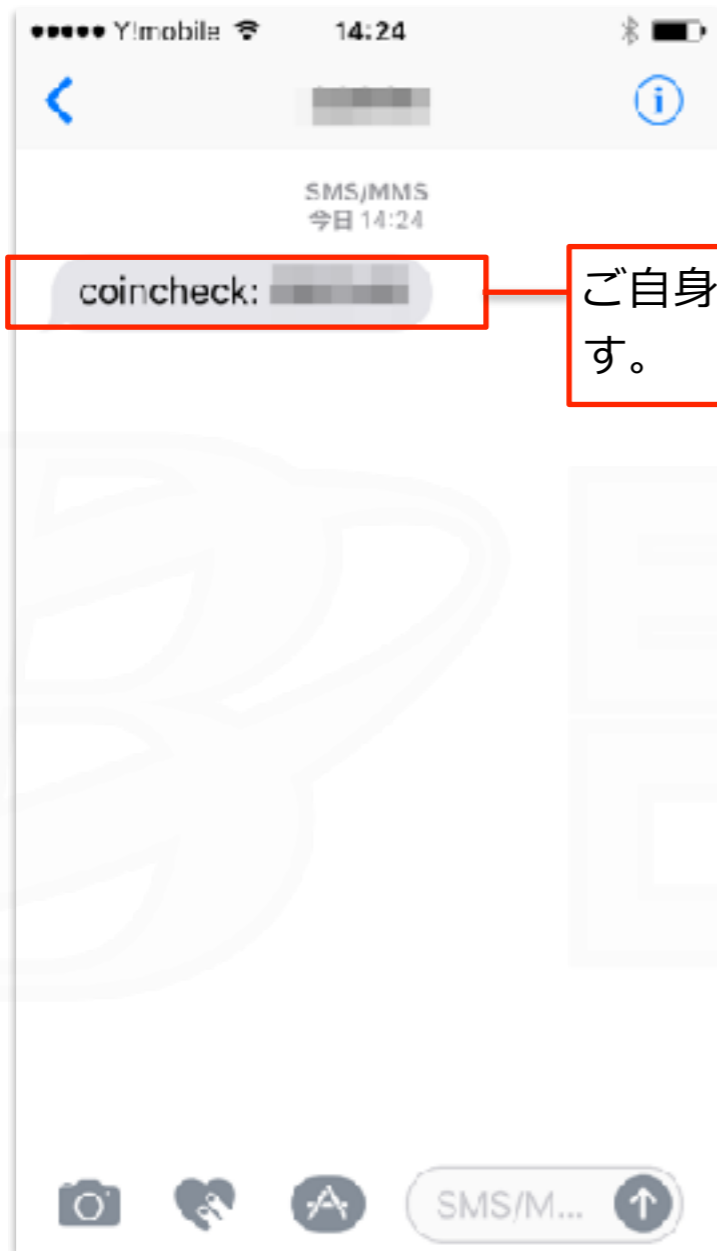 Y!mobile
14:24
SMS/MMS
今日 14:24
coincheck:
ご自身
す。
SMS/M...